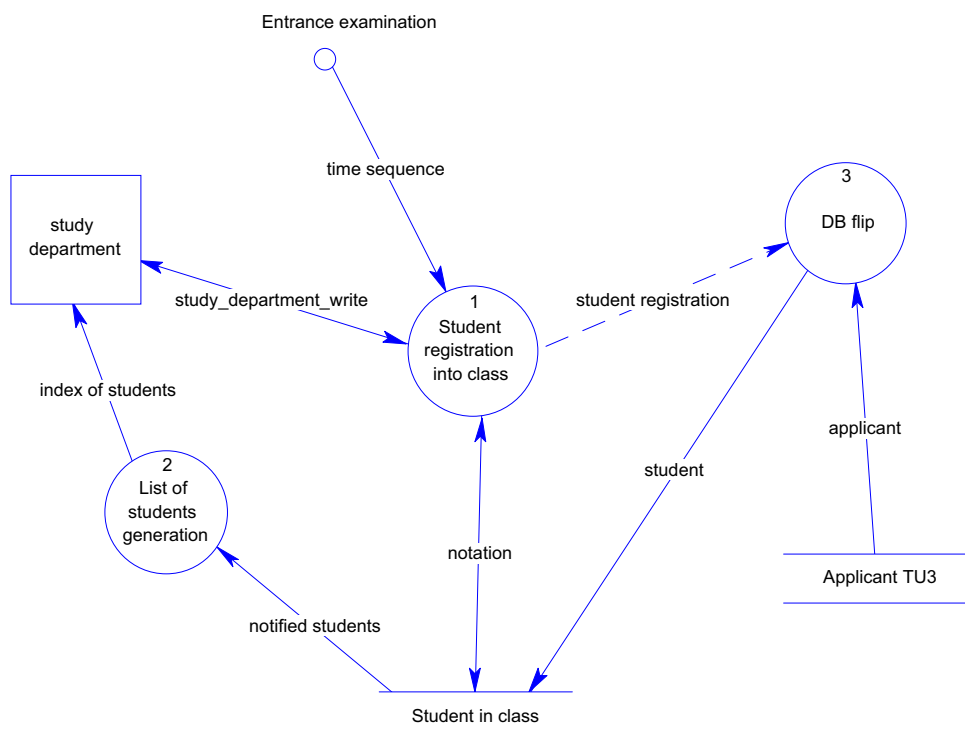 Entrance examination
time sequence
3
DB flip
study
department
study_department_write
student registration
1
Student
registration
into class
index of students
applicant
2
List of
students
generation
student
notation
Applicant TU3
notified students
Student in class